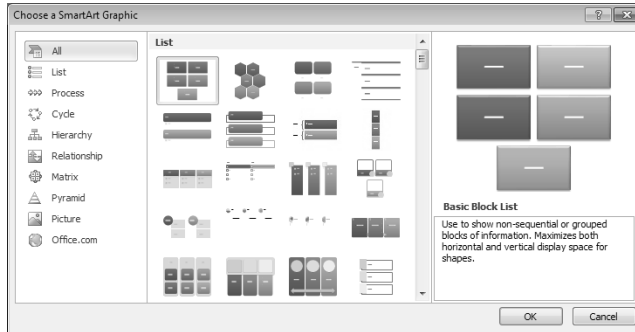 Choose a SmartArt Graphic
All
List
Process
Cycle
Hierarchy
Relationship
Matrix
Pyramid
Picture
Office.com
List
Basic Block List
Use to show non-sequential or grouped
blocks of information. Maximizes both
horizontal and vertical display space for
shapes.
OK
Cancel